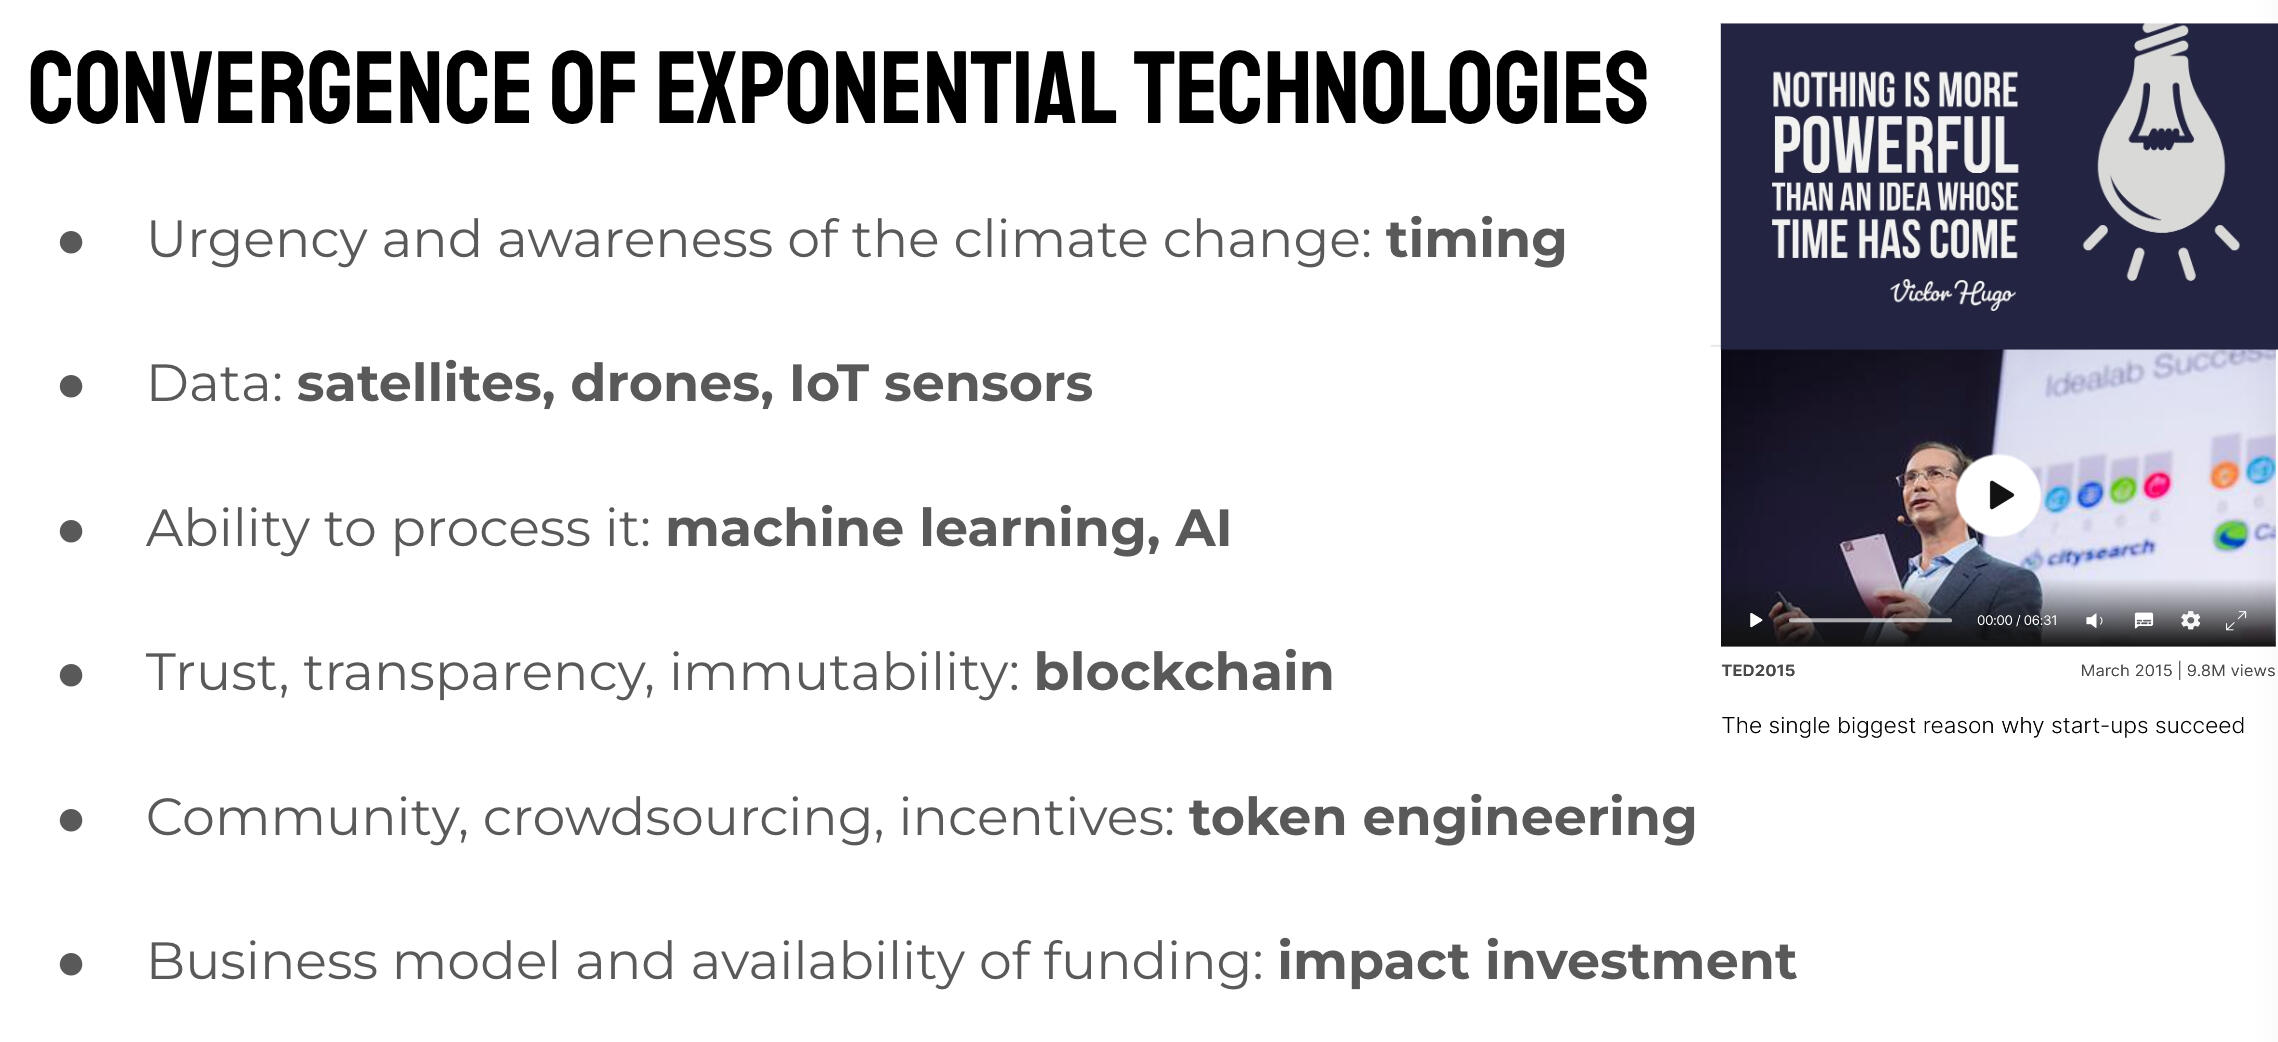 CONVERGENCE OF EXPONENTIAL TECHNOLOGIES
● Urgency and awareness of the climate change: timing
● Data: satellites, drones, IoT sensors
● Ability to process it: machine learning, AI
● Trust, transparency, immutability: blockchain
● Community, crowdsourcing, incentives: token engineering
● Business model and availability of funding: impact investment
NOTHING IS MORE
POWERFUL
THAN AN IDEA WHOSE
TIME HAS COME
Victor Hugo
Idealab Success
citysearch
00:00 / 06:31
TED2015
March 2015 | 9.8M views
The single biggest reason why start-ups succeed